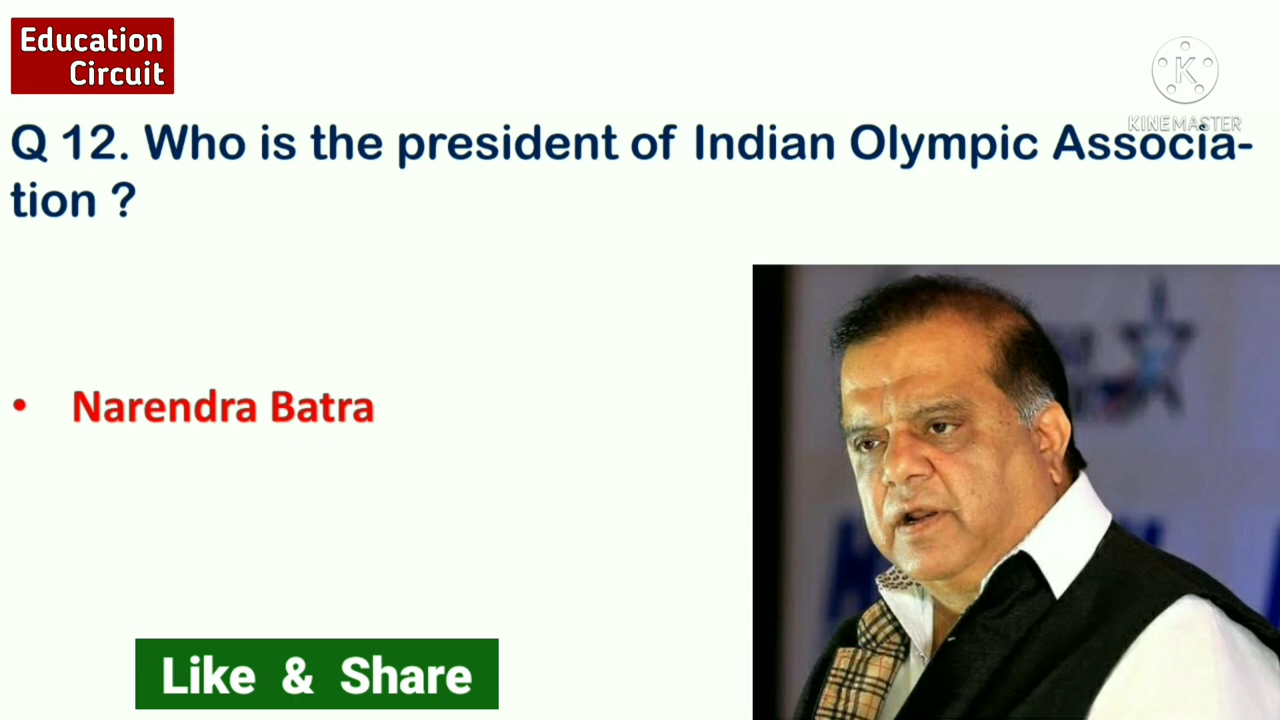 Education
Circuit
KINEMASTER
Q 12. Who is the president of Indian Olympic Associa-
tion ?
• Narendra Batra
Like & Share